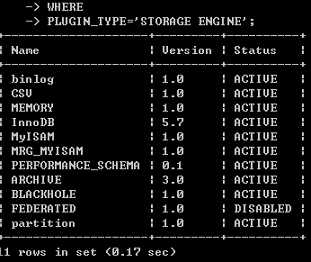 -> WHERE
-> PLUGIN_TYPE='STORAGE ENGINE';
+--------------------+---------+----------+
| Name | Version | Status |
+--------------------+---------+----------+
| binlog | 1.0 | ACTIVE |
| CSV | 1.0 | ACTIVE |
| MEMORY | 1.0 | ACTIVE |
| InnoDB | 5.7 | ACTIVE |
| MyISAM | 1.0 | ACTIVE |
| MRG_MYISAM | 1.0 | ACTIVE |
| PERFORMANCE_SCHEMA | 0.1 | ACTIVE |
| ARCHIVE | 3.0 | ACTIVE |
| BLACKHOLE | 1.0 | ACTIVE |
| FEDERATED | 1.0 | DISABLED |
| partition | 1.0 | ACTIVE |
+--------------------+---------+----------+
11 rows in set (0.17 sec)